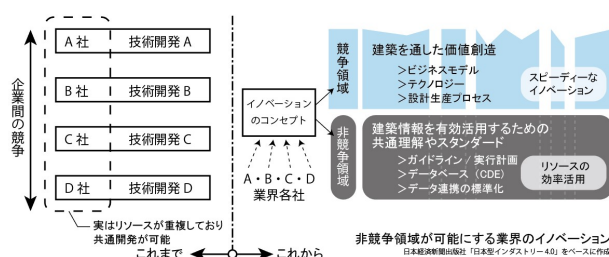 企業間の競争
A 社 技術開発 A
B 社 技術開発 B
C 社 技術開発 C
D 社 技術開発 D
実はリソースが重複しており
共通開発が可能
これまで
これから
イノベーション
のコンセプト
A・B・C・D
業界各社
競争領域
建築を通した価値創造
>ビジネスモデル
>テクノロジー
>設計生産プロセス
スピーディーな
イノベーション
非競争領域
建築情報を有効活用するための
共通理解やスタンダード
>ガイドライン/実行計画
>データベース（CDE）
>データ連携の標準化
リソースの
効率活用
非競争領域が可能にする業界のイノベーション
日本経済新聞出版社「日本型インダストリー4.0」をベースに作成